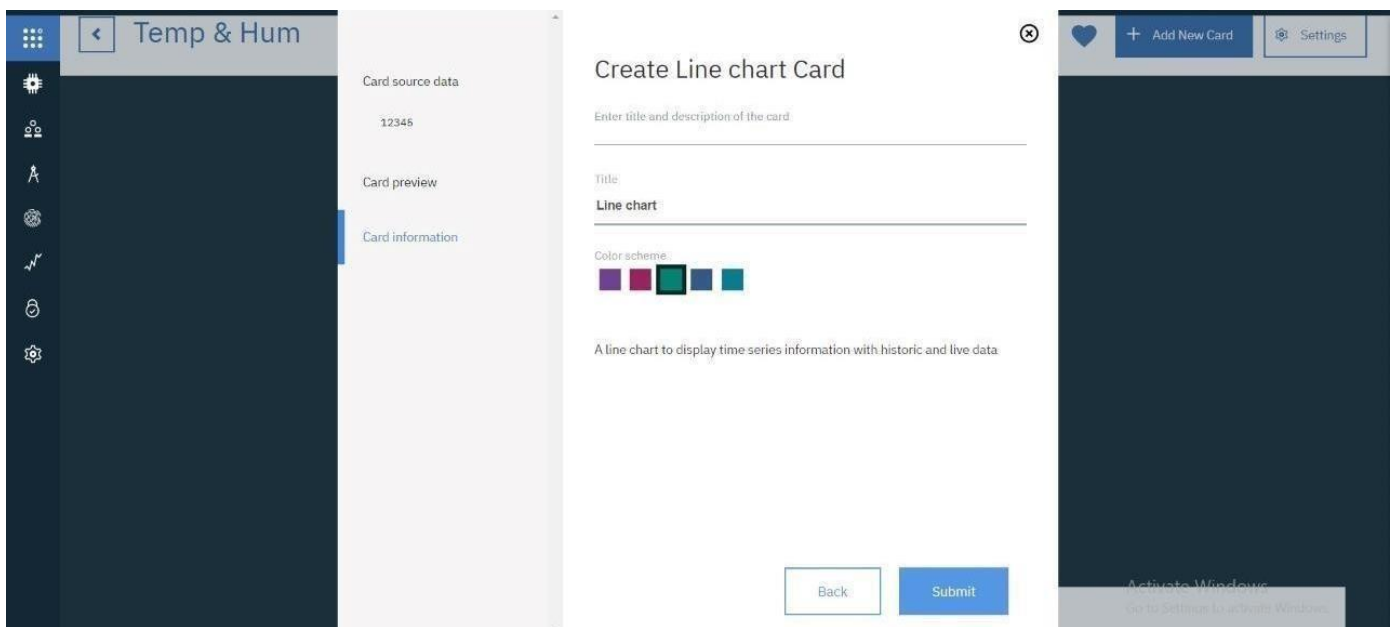 Temp & Hum
Add New Card
Settings
Card source data
12345
Card preview
Card information
Create Line chart Card
Enter title and description of the card
Title
Line chart
Color scheme
A line chart to display time series information with historic and live data
Back
Submit
Activate Windows
Go to Settings to activate Windows.